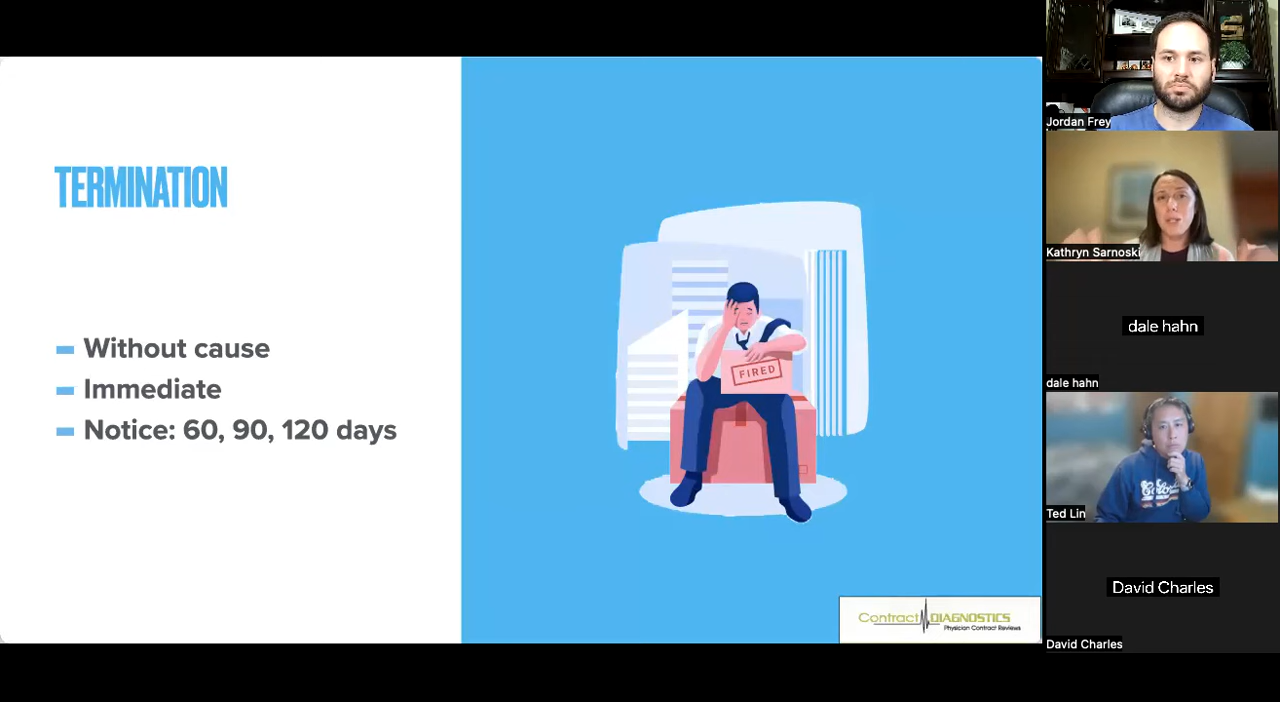 TERMINATION
Without cause
Immediate
Notice: 60, 90, 120 days
FIRED
Contract DIAGNOSTICS
Physician Contract Reviews
Jordan Frey
Kathryn Sarnoski
dale hahn
dale hahn
Ted Lin
David Charles
David Charles